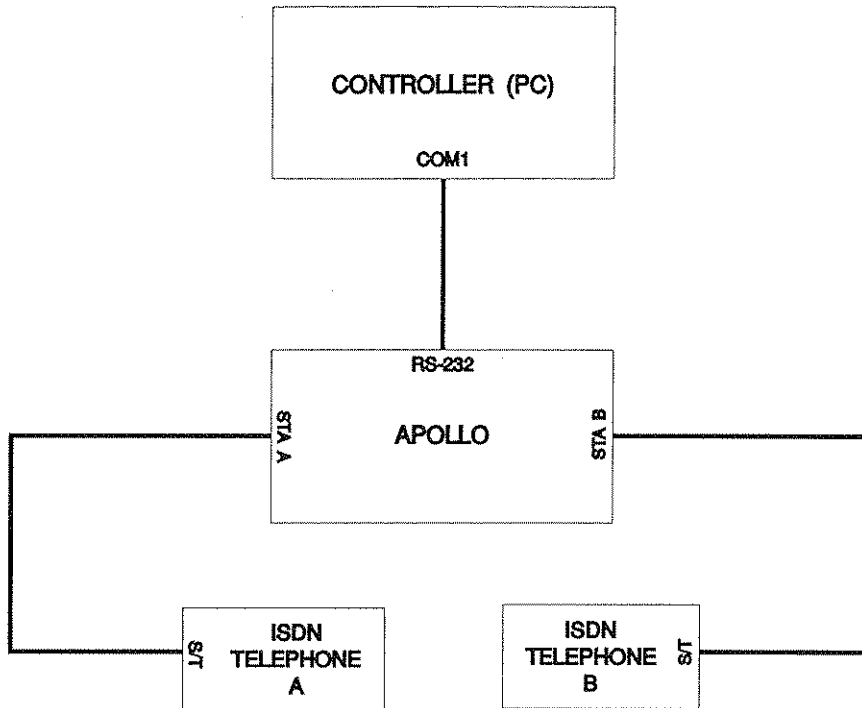 CONTROLLER (PC)
COM1
RS-232
STA A
APOLLO
STA B
S/T
ISDN
TELEPHONE
A
ISDN
TELEPHONE
B
S/T